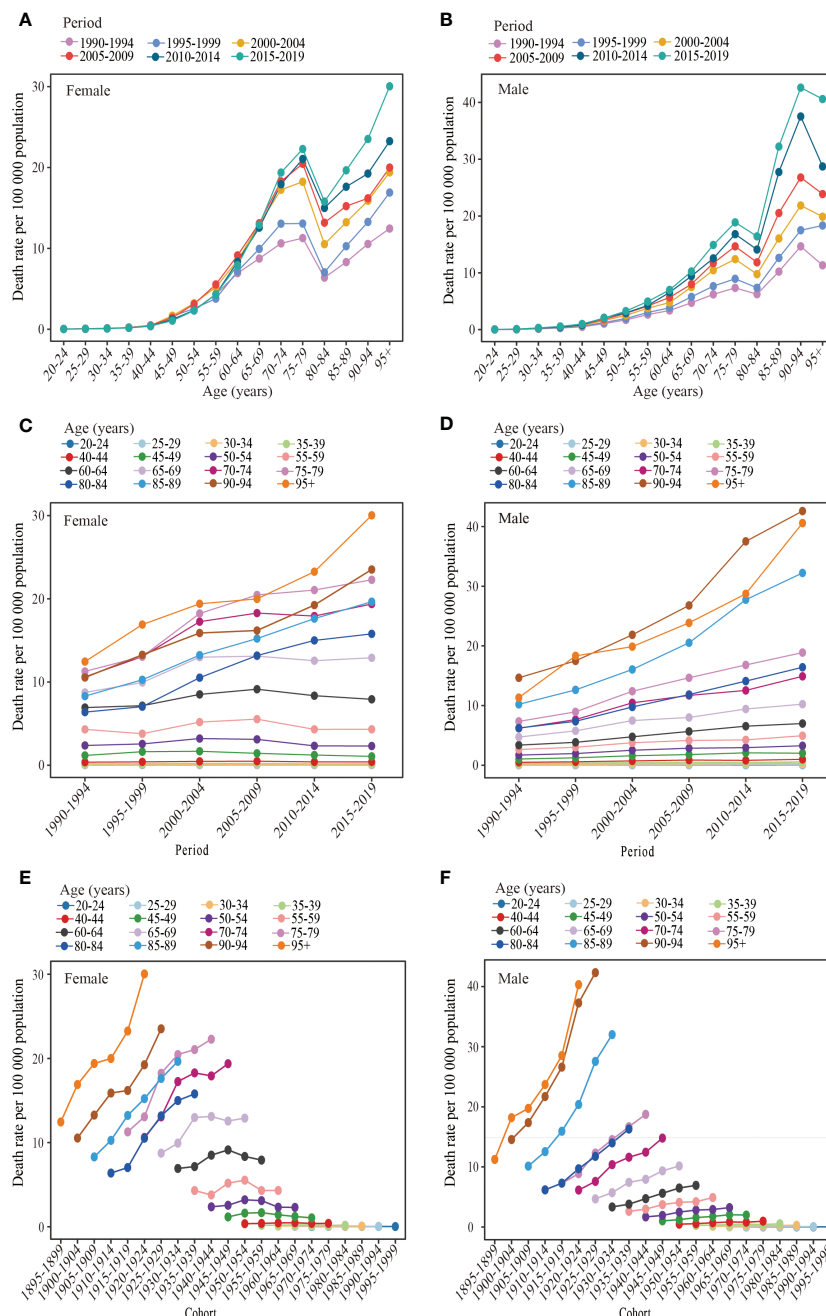 A
Period
1990-1994 1995-1999 2000-2004
2005-2009 2010-2014 2015-2019
Female
Death rate per 100 000 population
30
20
10
0
20-24 25-29 30-34 35-39 40-44 45-49 50-54 55-59 60-64 65-69 70-74 75-79 80-84 85-89 90-94 95+
Age (years)
B
Period
1990-1994 1995-1999 2000-2004
2005-2009 2010-2014 2015-2019
Male
Death rate per 100 000 population
40
30
20
10
0
20-24 25-29 30-34 35-39 40-44 45-49 50-54 55-59 60-64 65-69 70-74 75-79 80-84 85-89 90-94 95+
Age (years)
C
Age (years)
20-24 25-29 30-34 35-39
40-44 45-49 50-54 55-59
60-64 65-69 70-74 75-79
80-84 85-89 90-94 95+
Female
Death rate per 100 000 population
30
20
10
0
1990-1994 1995-1999 2000-2004 2005-2009 2010-2014 2015-2019
Period
D
Age (years)
20-24 25-29 30-34 35-39
40-44 45-49 50-54 55-59
60-64 65-69 70-74 75-79
80-84 85-89 90-94 95+
Male
Death rate per 100 000 population
40
30
20
10
0
1990-1994 1995-1999 2000-2004 2005-2009 2010-2014 2015-2019
Period
E
Age (years)
20-24 25-29 30-34 35-39
40-44 45-49 50-54 55-59
60-64 65-69 70-74 75-79
80-84 85-89 90-94 95+
Female
Death rate per 100 000 population
30
20
10
0
1895-1899 1900-1904 1905-1909 1910-1914 1915-1919 1920-1924 1925-1929 1930-1934 1935-1939 1940-1944 1945-1949 1950-1954 1955-1959 1960-1964 1965-1969 1970-1974 1975-1979 1980-1984 1985-1989 1990-1994 1995-1999
Cohort
F
Age (years)
20-24 25-29 30-34 35-39
40-44 45-49 50-54 55-59
60-64 65-69 70-74 75-79
80-84 85-89 90-94 95+
Male
Death rate per 100 000 population
40
30
20
10
0
1895-1899 1900-1904 1905-1909 1910-1914 1915-1919 1920-1924 1925-1929 1930-1934 1935-1939 1940-1944 1945-1949 1950-1954 1955-1959 1960-1964 1965-1969 1970-1974 1975-1979 1980-1984 1985-1989 1990-1994
Cohort